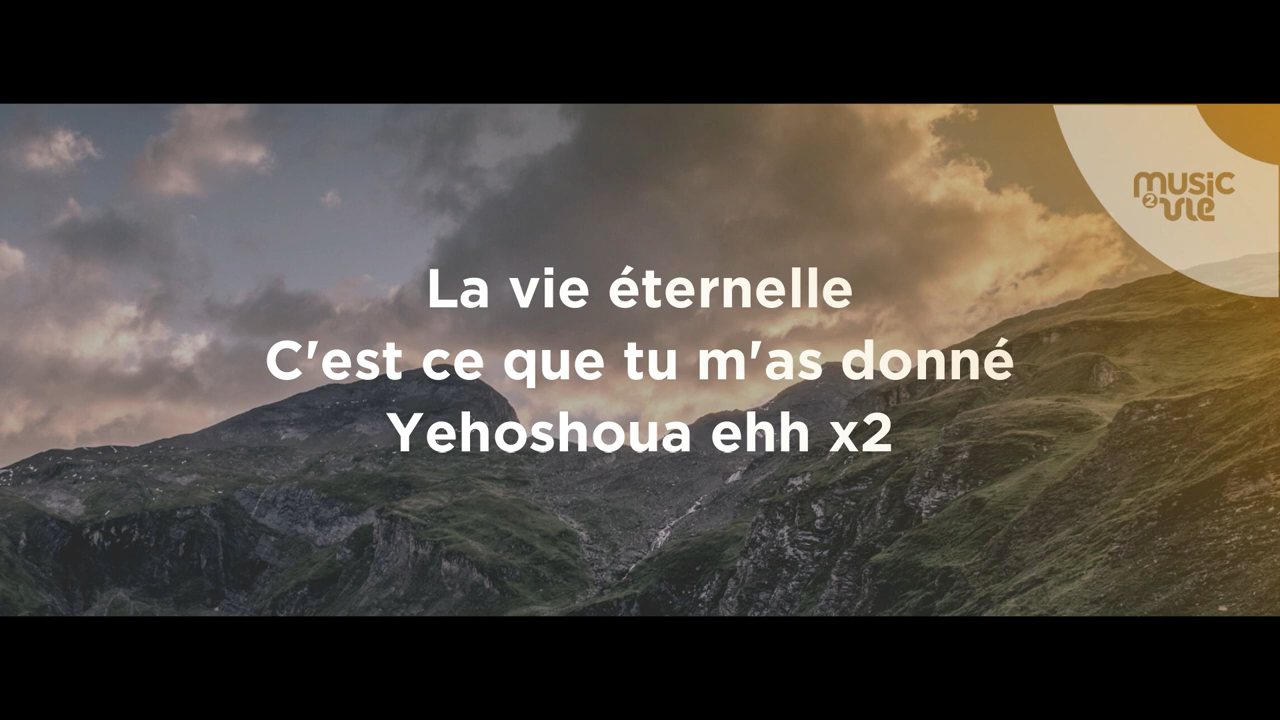 music
2 vie
La vie éternelle
C'est ce que tu m'as donné
Yehoshoua ehh x2